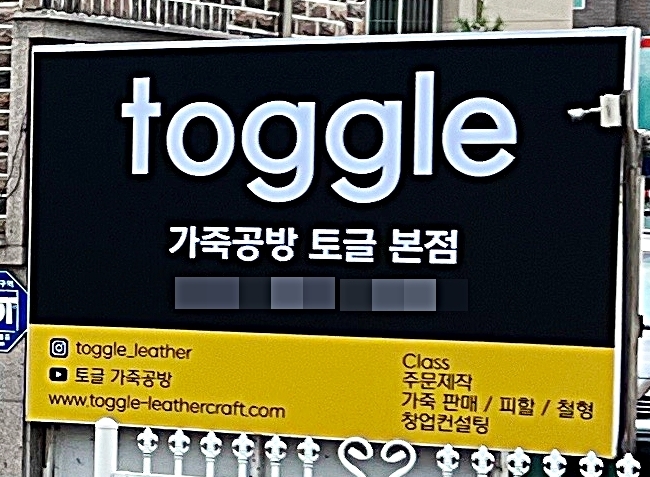 toggle
가죽공방 토글 본점
toggle_leather
토글 가죽공방
www.toggle-leathercraft.com
Class
주문제작
가죽 판매 / 피할 / 철형
창업컨설팅